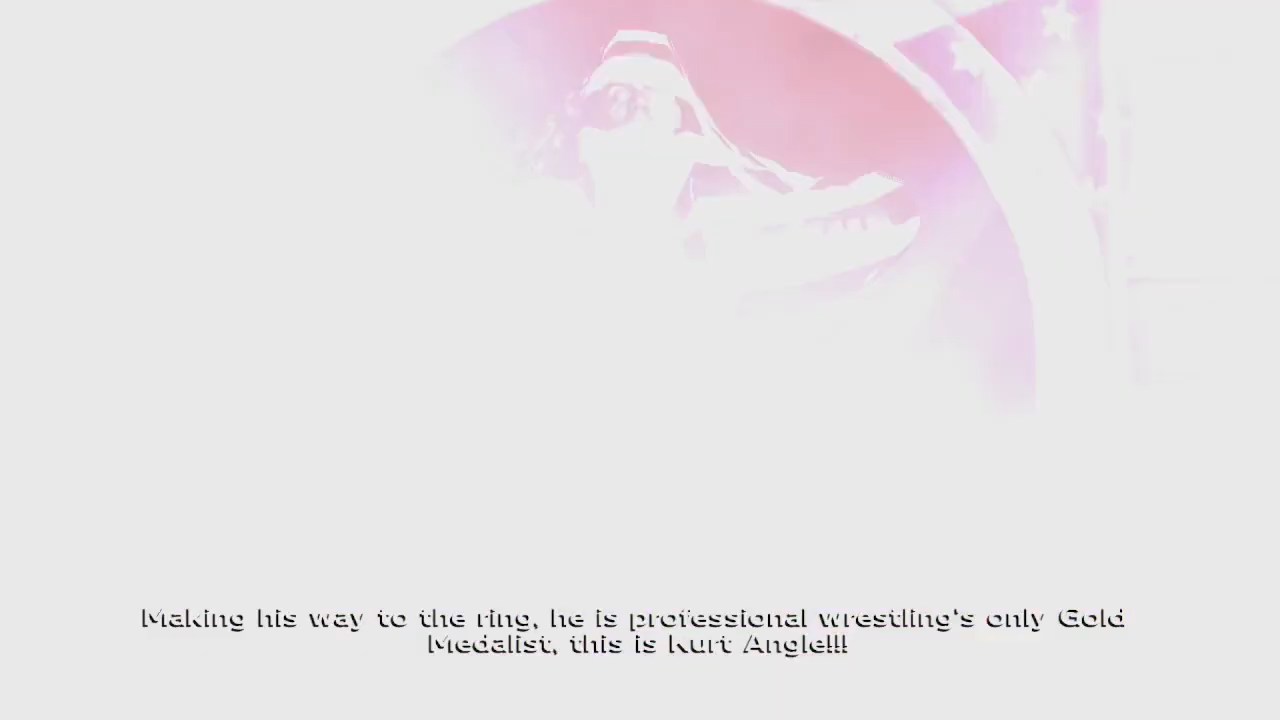 Making his way to the ring, he is professional wrestling's only Gold
Medalist, this is Kurt Angle!!!